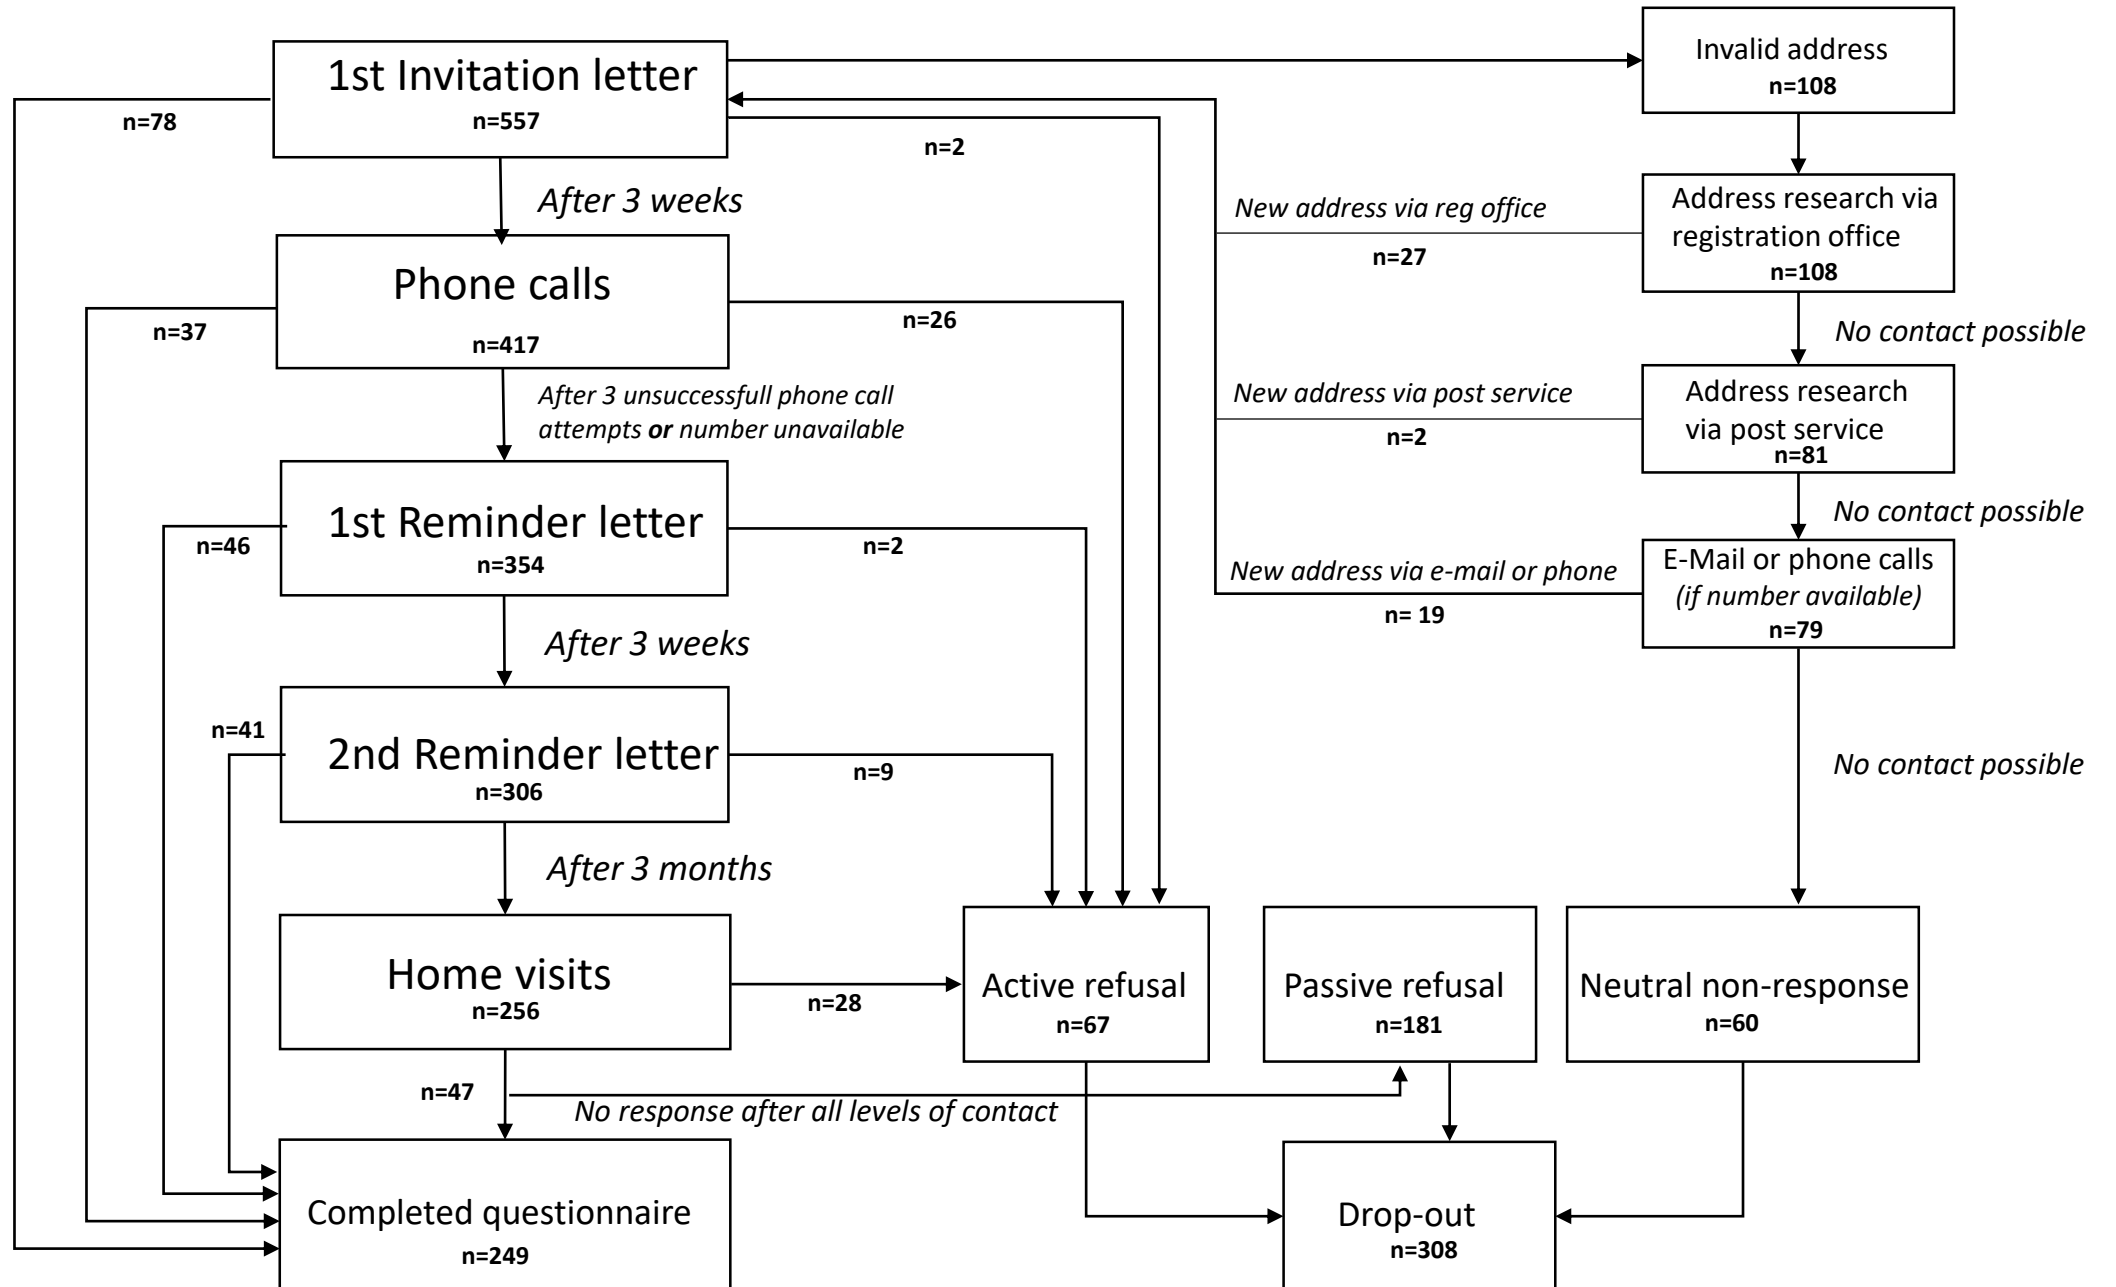 1st Invitation letter
n=557
n=78
n=2
Invalid address
n=108
After 3 weeks
Address research via
registration office
n=108
New address via reg office
n=27
Phone calls
n=417
n=37
n=26
No contact possible
After 3 unsuccessfull phone call
attempts or number unavailable
New address via post service
n=2
Address research
via post service
n=81
No contact possible
1st Reminder letter
n=354
n=46
n=2
New address via e-mail or phone
n= 19
E-Mail or phone calls
(if number available)
n=79
After 3 weeks
2nd Reminder letter
n=306
n=41
n=9
No contact possible
After 3 months
Home visits
n=256
n=28
Active refusal
n=67
Passive refusal
n=181
Neutral non-response
n=60
n=47
No response after all levels of contact
Completed questionnaire
n=249
Drop-out
n=308